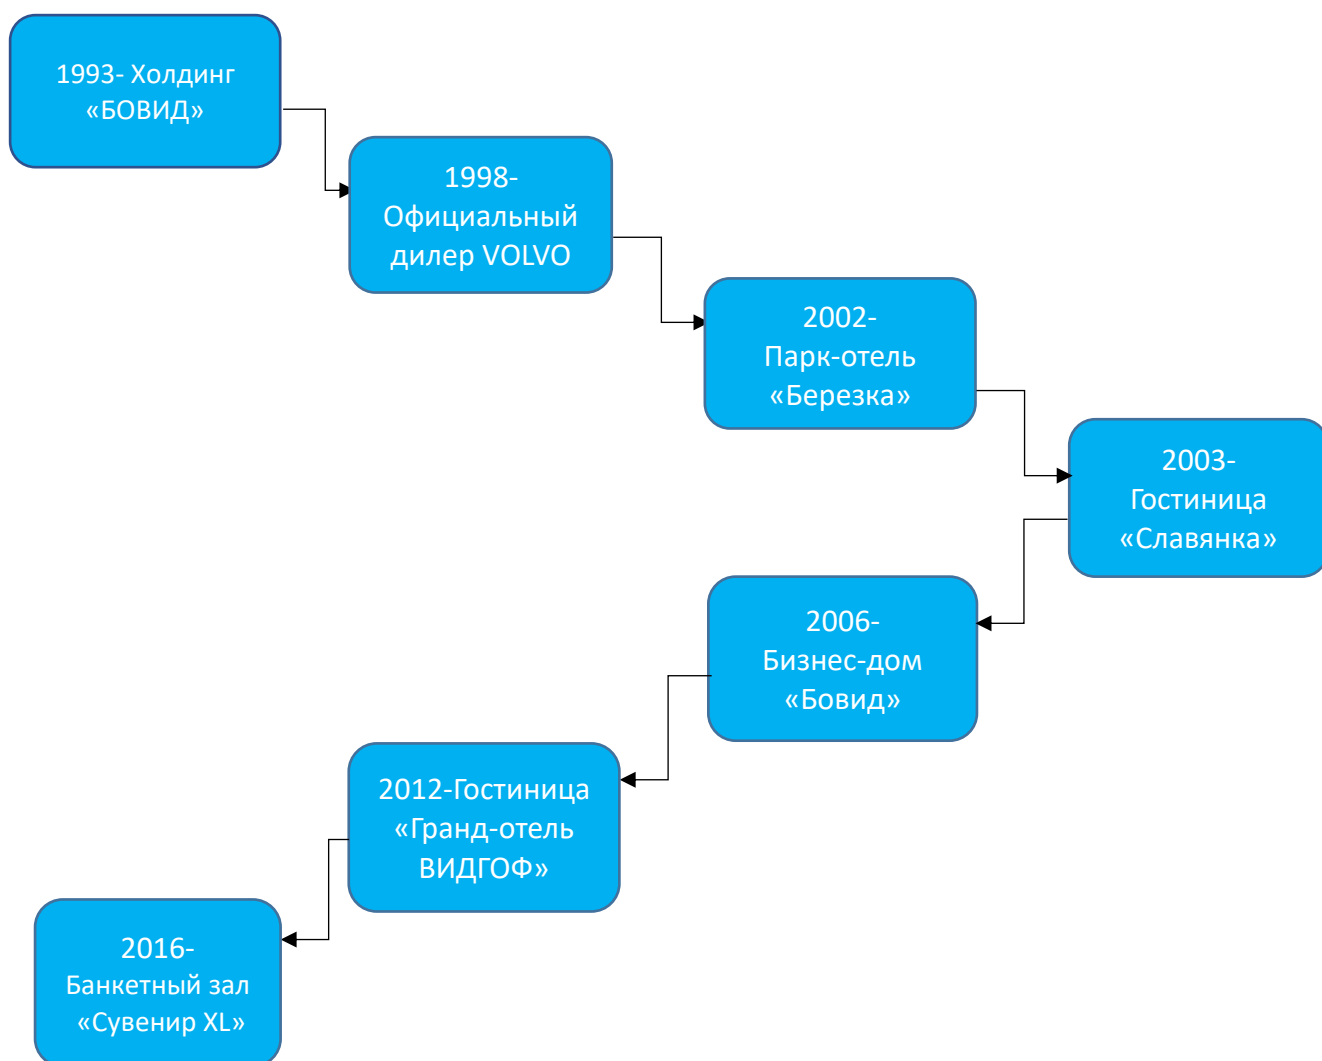 1993- Холдинг
«БОВИД»
1998-
Официальный
дилер VOLVO
2002-
Парк-отель
«Березка»
2003-
Гостиница
«Славянка»
2006-
Бизнес-дом
«Бовид»
2012-Гостиница
«Гранд-отель
ВИДГОФ»
2016-
Банкетный зал
«Сувенир XL»